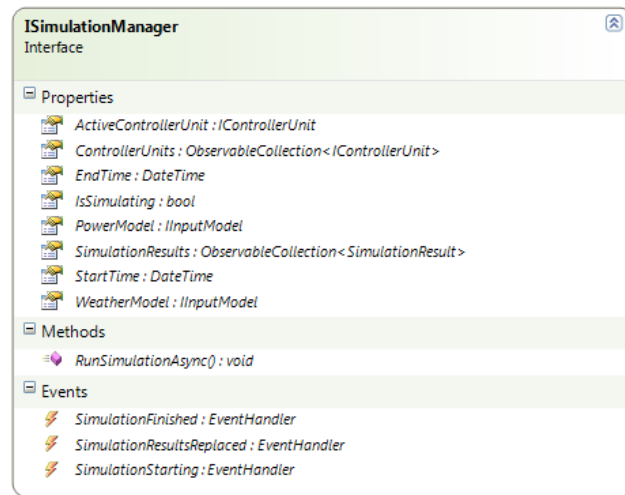 ISimulationManager
Interface
Properties
ActiveControllerUnit : IControllerUnit
ControllerUnits : ObservableCollection<IControllerUnit>
EndTime : DateTime
IsSimulating : bool
PowerModel : IInputModel
SimulationResults : ObservableCollection<SimulationResult>
StartTime : DateTime
WeatherModel : IInputModel
Methods
RunSimulationAsync() : void
Events
SimulationFinished : EventHandler
SimulationResultsReplaced : EventHandler
SimulationStarting : EventHandler